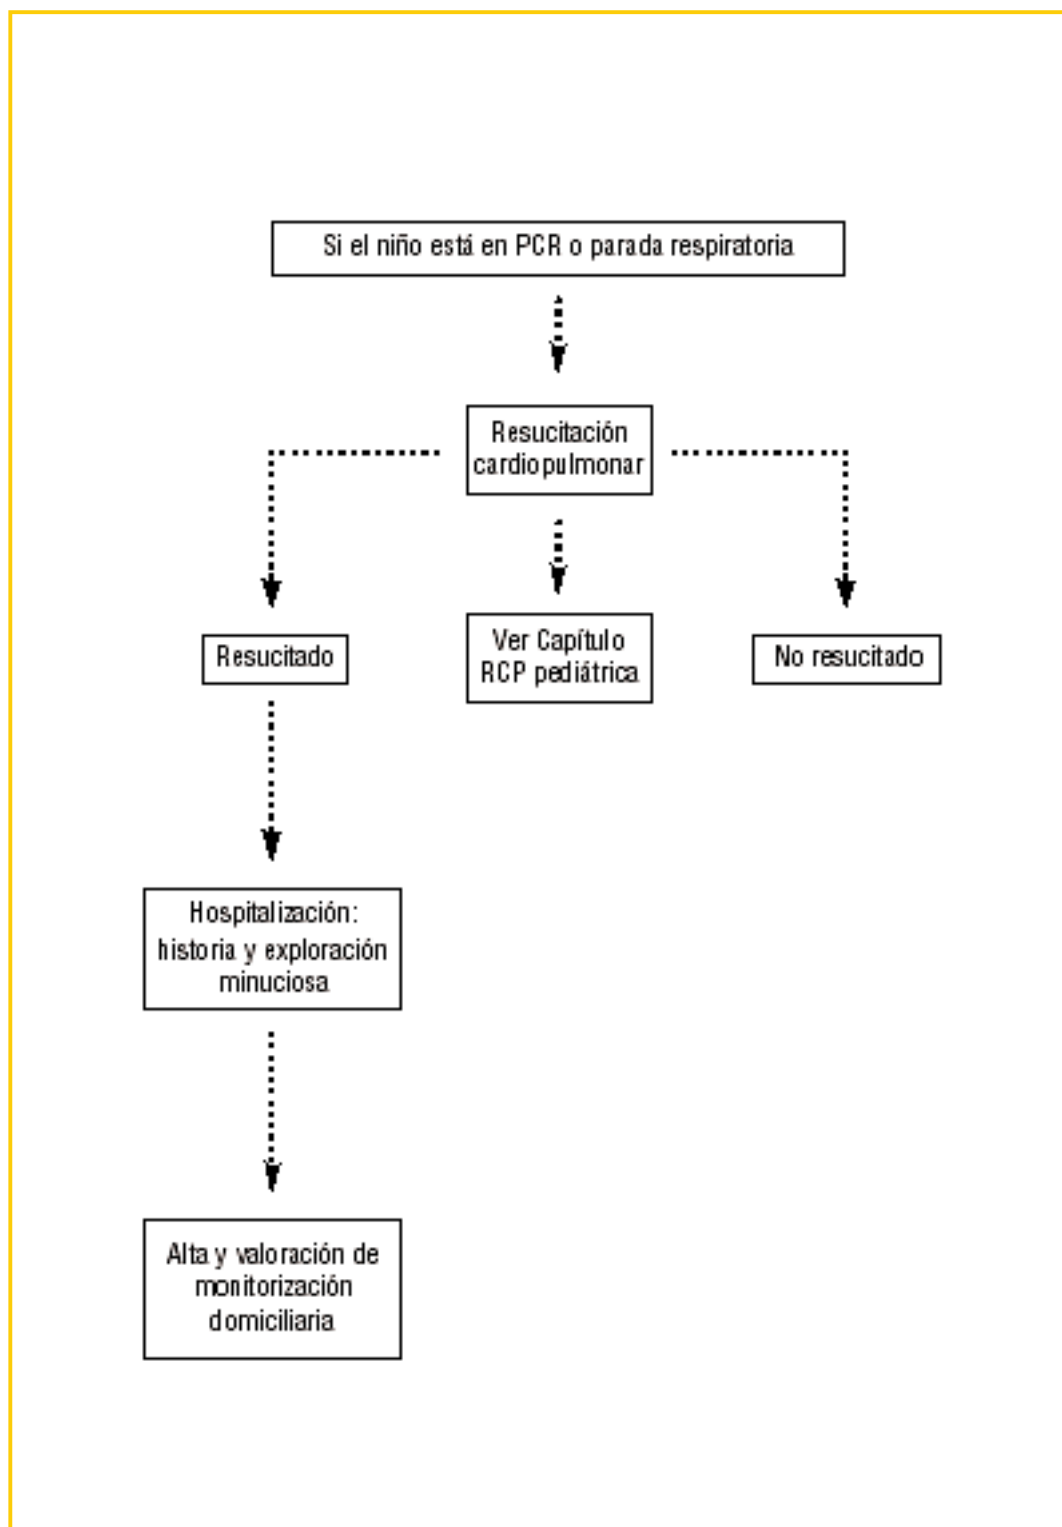 Si el niño está en PCR o parada respiratoria
Resucitación
cardiopulmonar
Resucitado
Ver Capítulo
RCP pediátrica
No resucitado
Hospitalización:
historia y exploración
minuciosa
Alta y valoración de
monitorización
domiciliaria